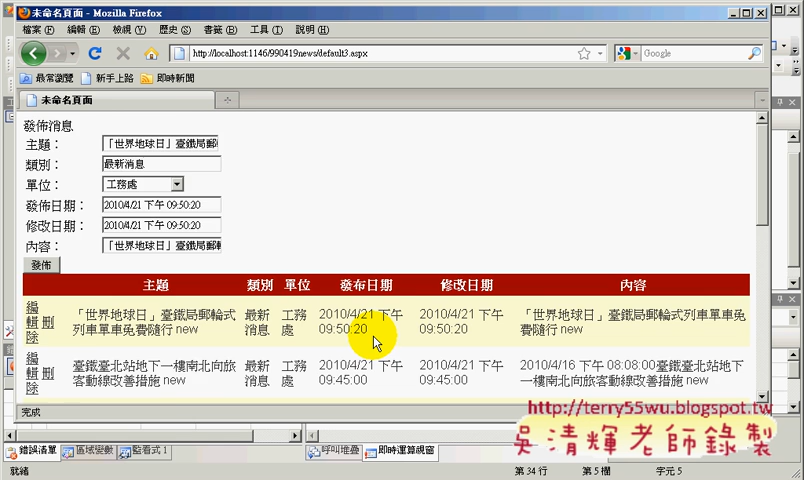 未命名頁面 - Mozilla Firefox
檔案(F) 編輯(E) 檢視(V) 歷史(S) 書籤(B) 工具(T) 說明(H)
http://localhost:1146/990419news/default3.aspx
Google
最常瀏覽 新手上路 即時新聞
未命名頁面
發佈消息
主題： 「世界地球日」臺鐵局郵
類別： 最新消息
單位： 工務處
發佈日期： 2010/4/21 下午 09:50:20
修改日期： 2010/4/21 下午 09:50:20
內容： 「世界地球日」臺鐵局郵
發佈
主題 類別 單位 發布日期 修改日期 內容
編輯 刪除 「世界地球日」臺鐵局郵輪式列車單車免費隨行 new 最新消息 工務處 2010/4/21 下午 09:50:20 2010/4/21 下午 09:50:20 「世界地球日」臺鐵局郵輪式列車單車免費隨行 new
編輯 刪除 臺鐵臺北站地下一樓南北向旅客動線改善措施 new 最新消息 工務處 2010/4/21 下午 09:45:00 2010/4/21 下午 09:45:00 2010/4/16 下午 08:08:00臺鐵臺北站地下一樓南北向旅客動線改善措施 new
完成
http://terry55wu.blogspot.tw
吳清輝老師錄製
錯誤清單 區域變數 監看式 1 呼叫堆疊 即時運算視窗
就緒 第 34 行 第 5 欄 字元 5